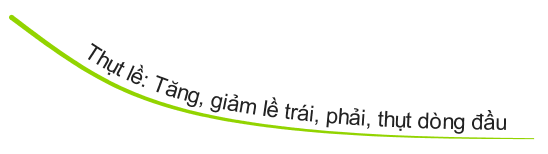 Thụt lề: Tăng, giảm lề trái, phải, thụt dòng đầu